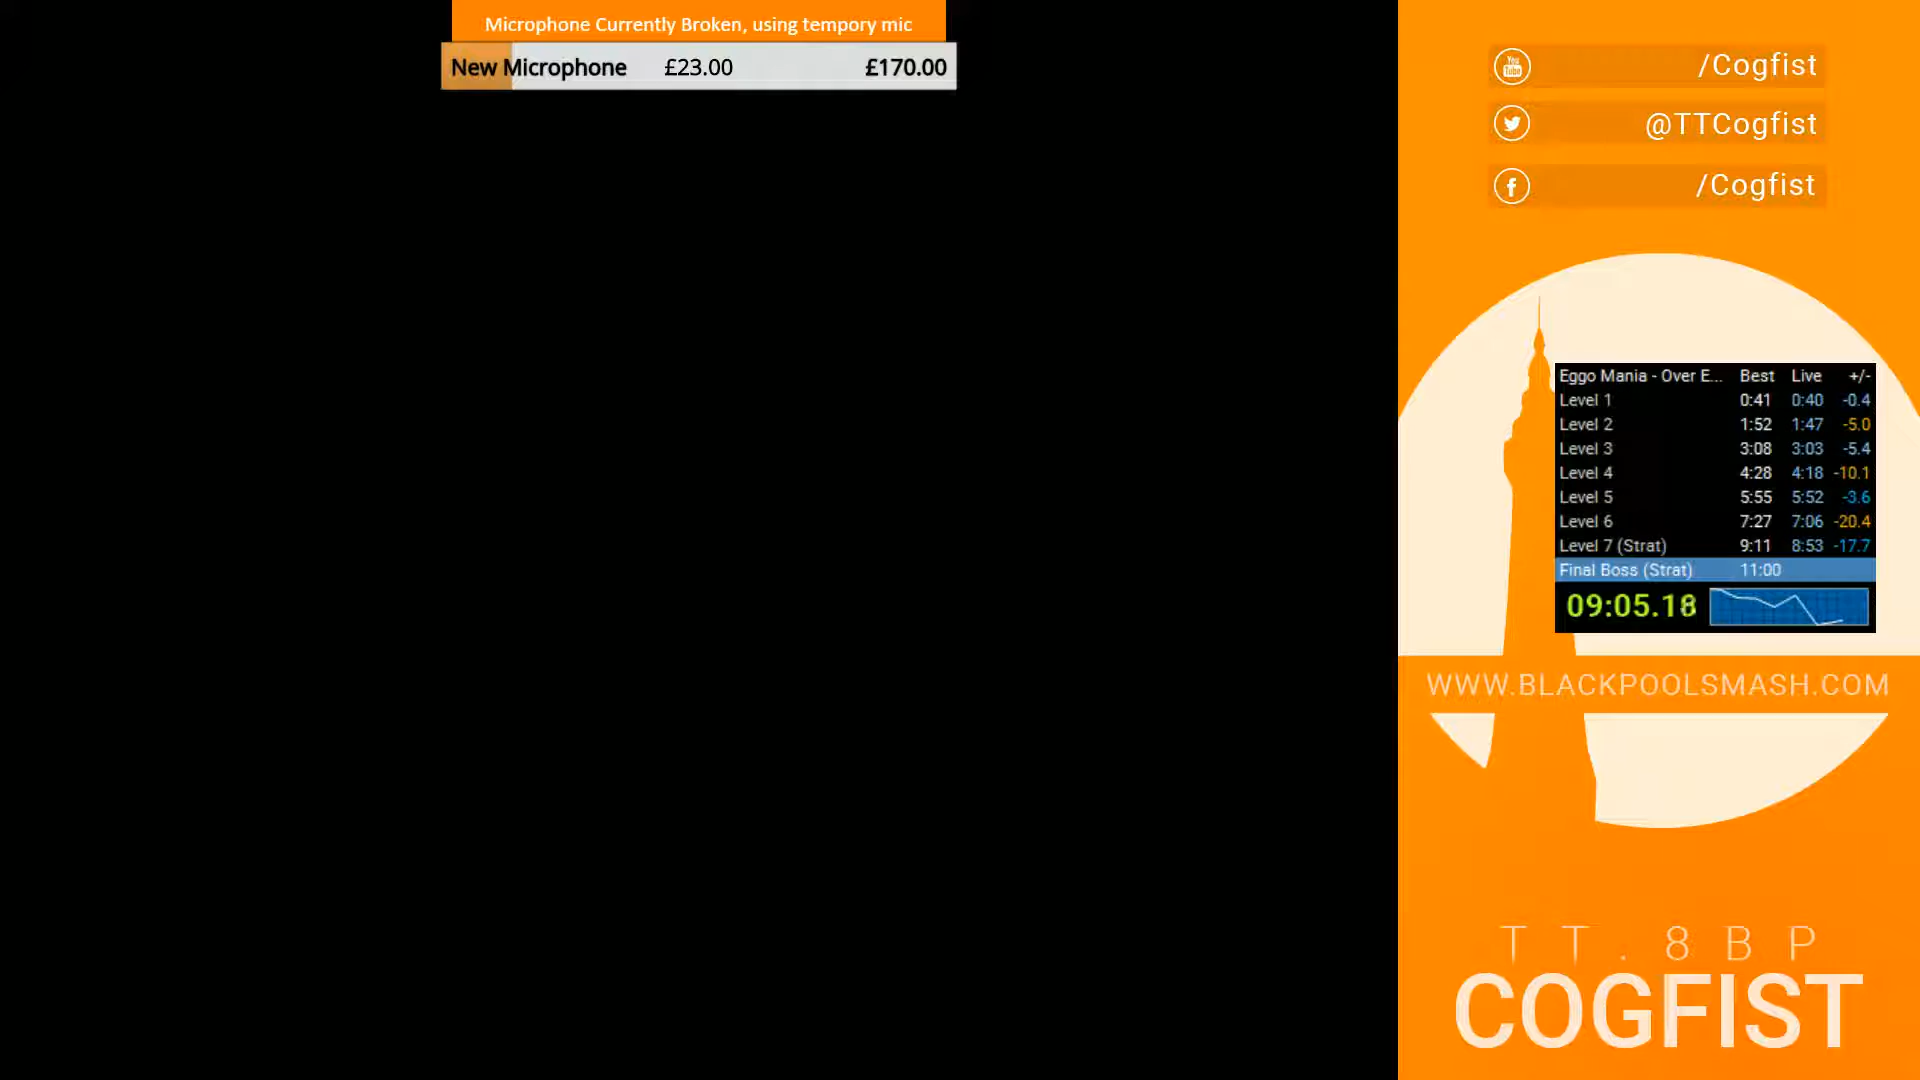 Microphone Currently Broken, using tempory mic
New Microphone £23.00 £170.00
You Tube /Cogfist
@TTCogfist
f /Cogfist
Eggo Mania - Over E... Best Live +/-
Level 1 0:41 0:40 -0.4
Level 2 1:52 1:47 -5.0
Level 3 3:08 3:03 -5.4
Level 4 4:28 4:18 -10.1
Level 5 5:55 5:52 -3.6
Level 6 7:27 7:06 -20.4
Level 7 (Strat) 9:11 8:53 -17.7
Final Boss (Strat) 11:00
09:05.18
WWW.BLACKPOOLSMASH.COM
TT.8BP
COGFIST